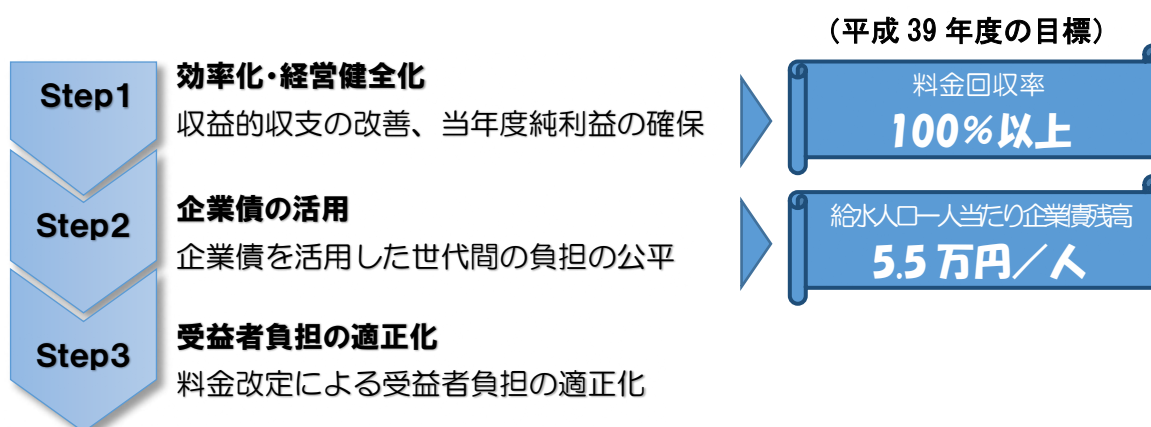 （平成 39 年度の目標）
Step1
効率化・経営健全化
収益的収支の改善、当年度純利益の確保
料金回収率
100％以上
Step2
企業債の活用
企業債を活用した世代間の負担の公平
給水人口一人当たり企業債残高
5.5 万円／人
Step3
受益者負担の適正化
料金改定による受益者負担の適正化